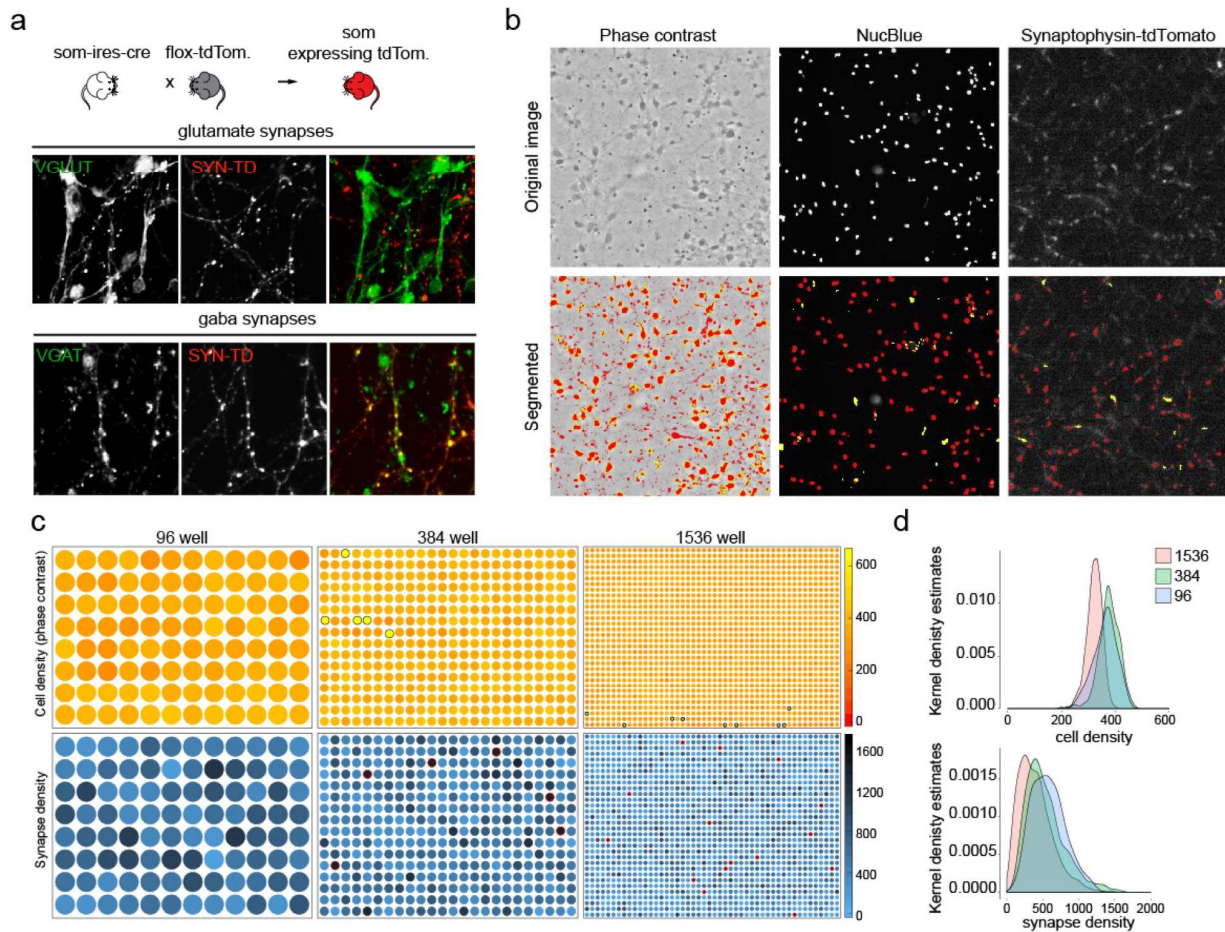 a
som-ires-cre
flox-tdTom.
som
expressing tdTom.
x
glutamate synapses
VGLUT
SYN-TD
gaba synapses
VGAT
SYN-TD
b
Phase contrast
NucBlue
Synaptophysin-tdTomato
Original image
Segmented
c
96 well
384 well
1536 well
Cell density (phase contrast)
600
400
200
0
Synapse density
1600
1200
800
400
0
d
1536
384
96
Kernel denisty estimates
0.010
0.005
0.000
0
200
400
600
cell density
Kernel denisty estimates
0.0015
0.0010
0.0005
0.0000
0
500
1000
1500
2000
synapse density